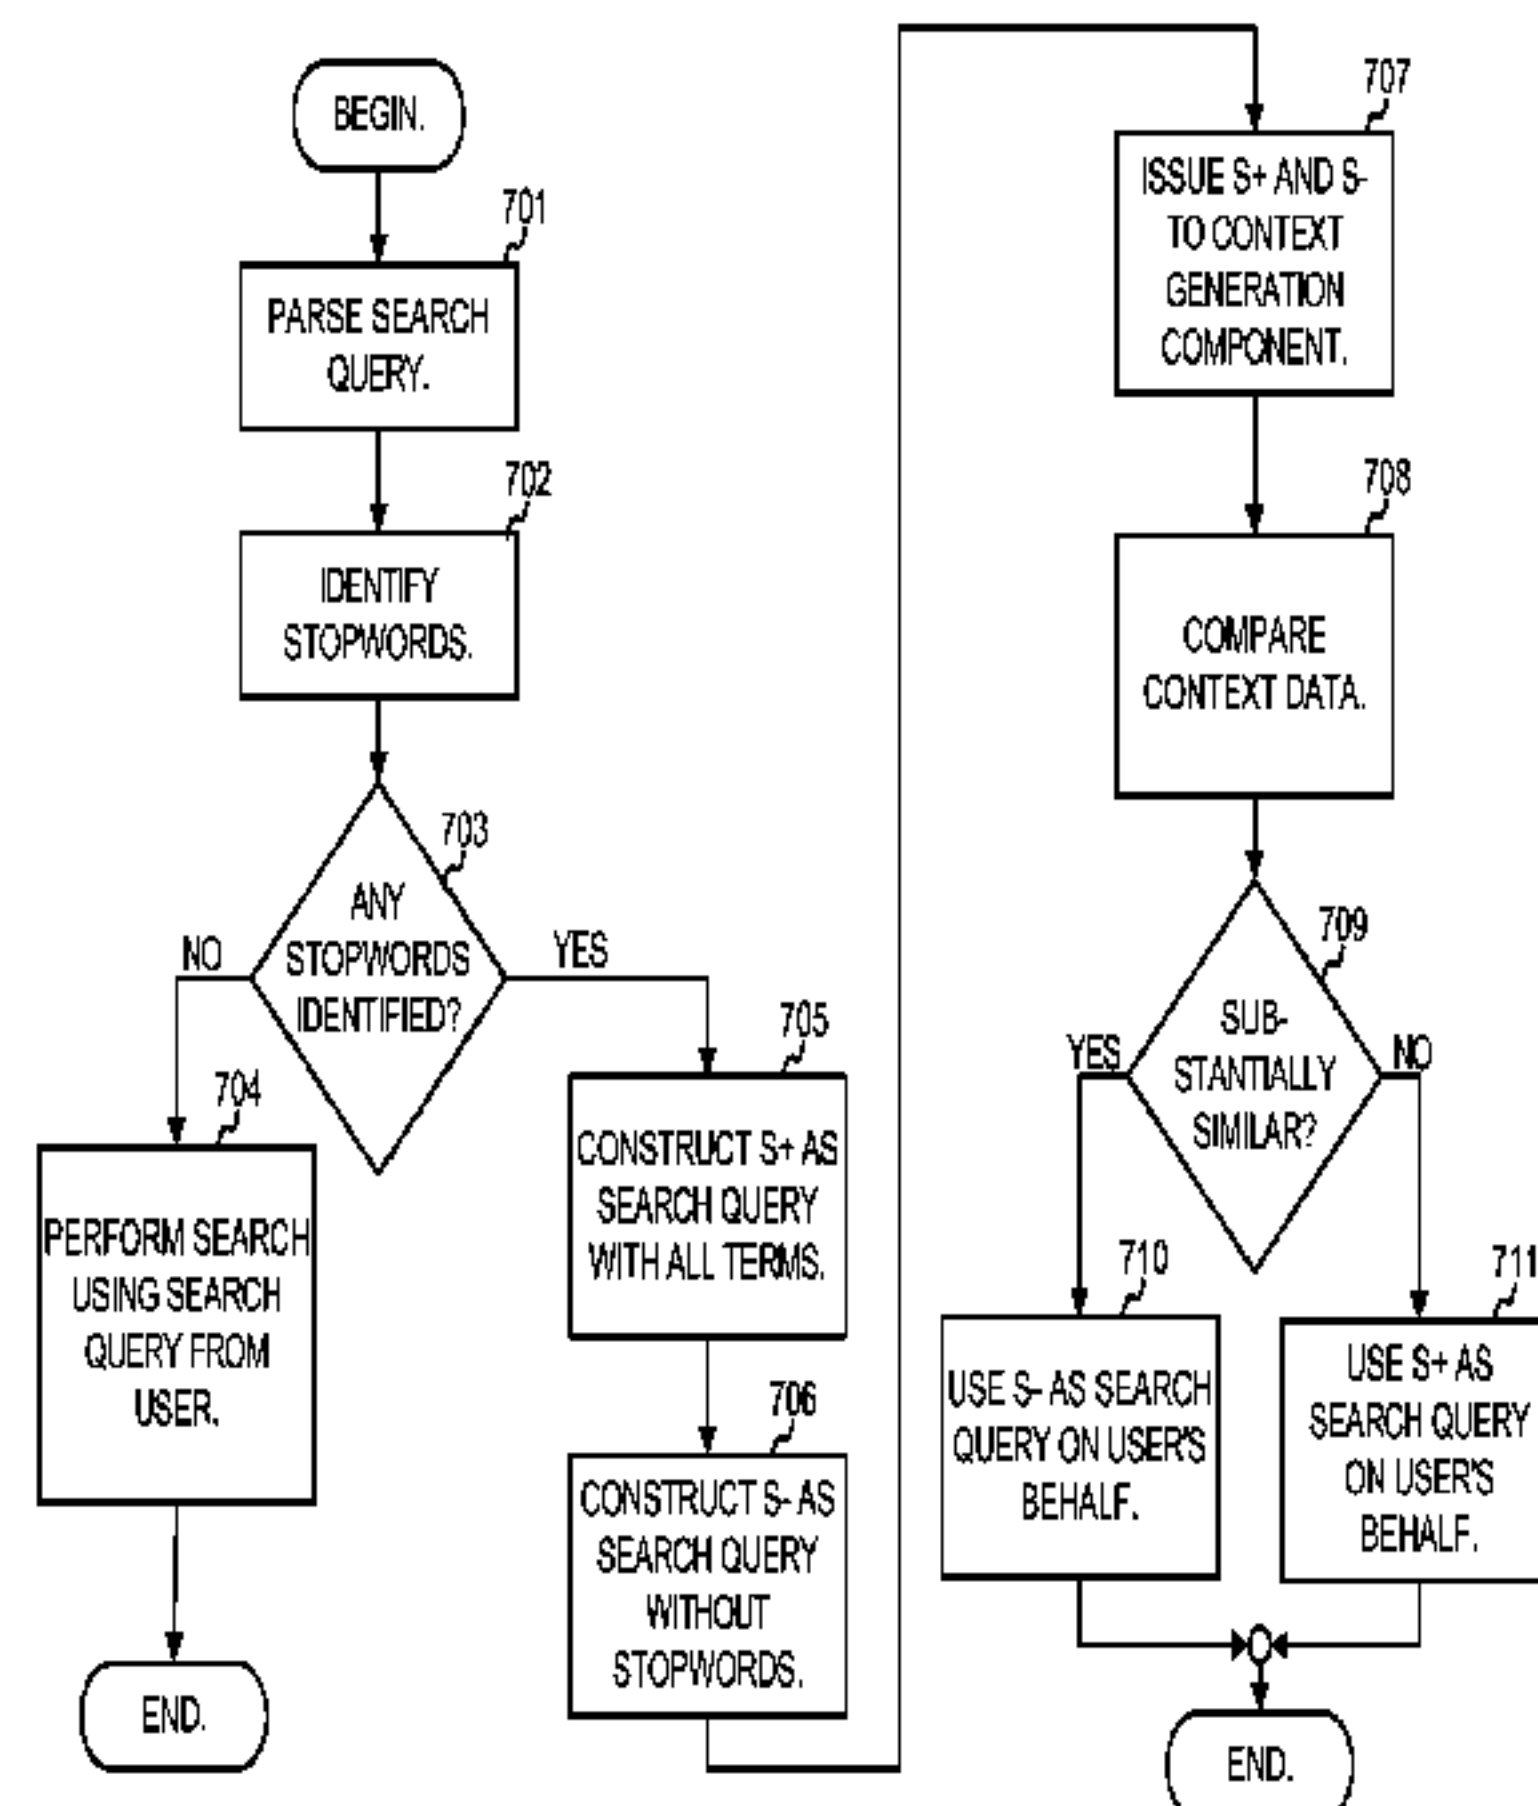 BEGIN.
701
PARSE SEARCH
QUERY.
702
IDENTIFY
STOPWORDS.
703
ANY
STOPWORDS
IDENTIFIED?
NO
YES
704
PERFORM SEARCH
USING SEARCH
QUERY FROM
USER.
END.
705
CONSTRUCT S+ AS
SEARCH QUERY
WITH ALL TERMS.
706
CONSTRUCT S- AS
SEARCH QUERY
WITHOUT
STOPWORDS.
707
ISSUE S+ AND S-
TO CONTEXT
GENERATION
COMPONENT.
708
COMPARE
CONTEXT DATA.
709
SUB-
STANTIALLY
SIMILAR?
YES
NO
710
USE S- AS SEARCH
QUERY ON USER'S
BEHALF.
711
USE S+ AS
SEARCH QUERY
ON USER'S
BEHALF.
END.